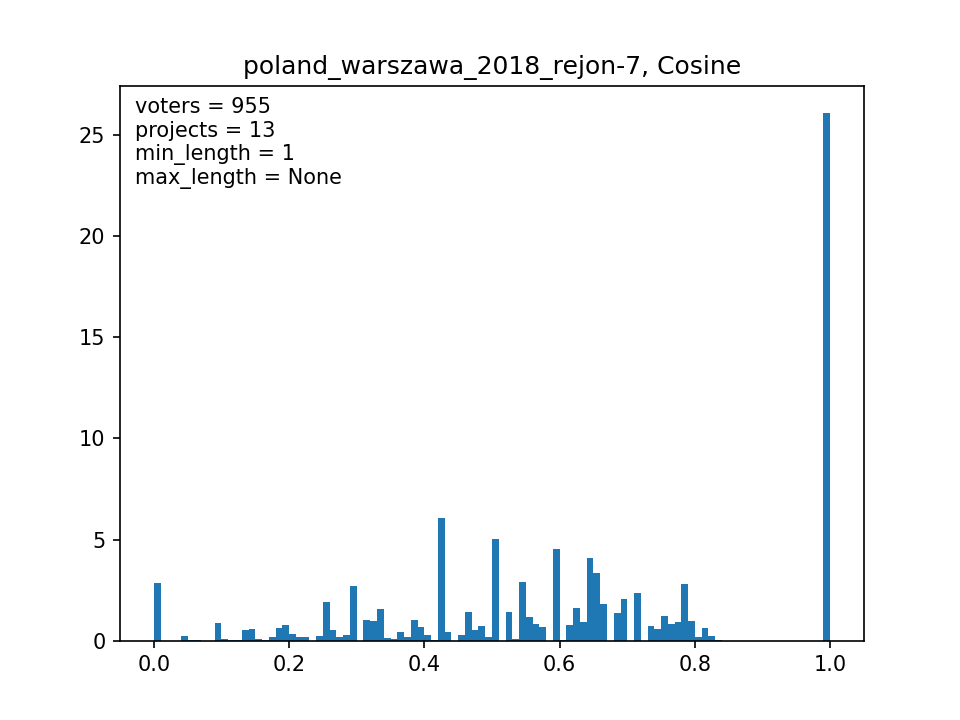 poland_warszawa_2018_rejon-7, Cosine
voters = 955
projects = 13
min_length = 1
max_length = None
25
20
15
10
5
0
0.0 0.2 0.4 0.6 0.8 1.0